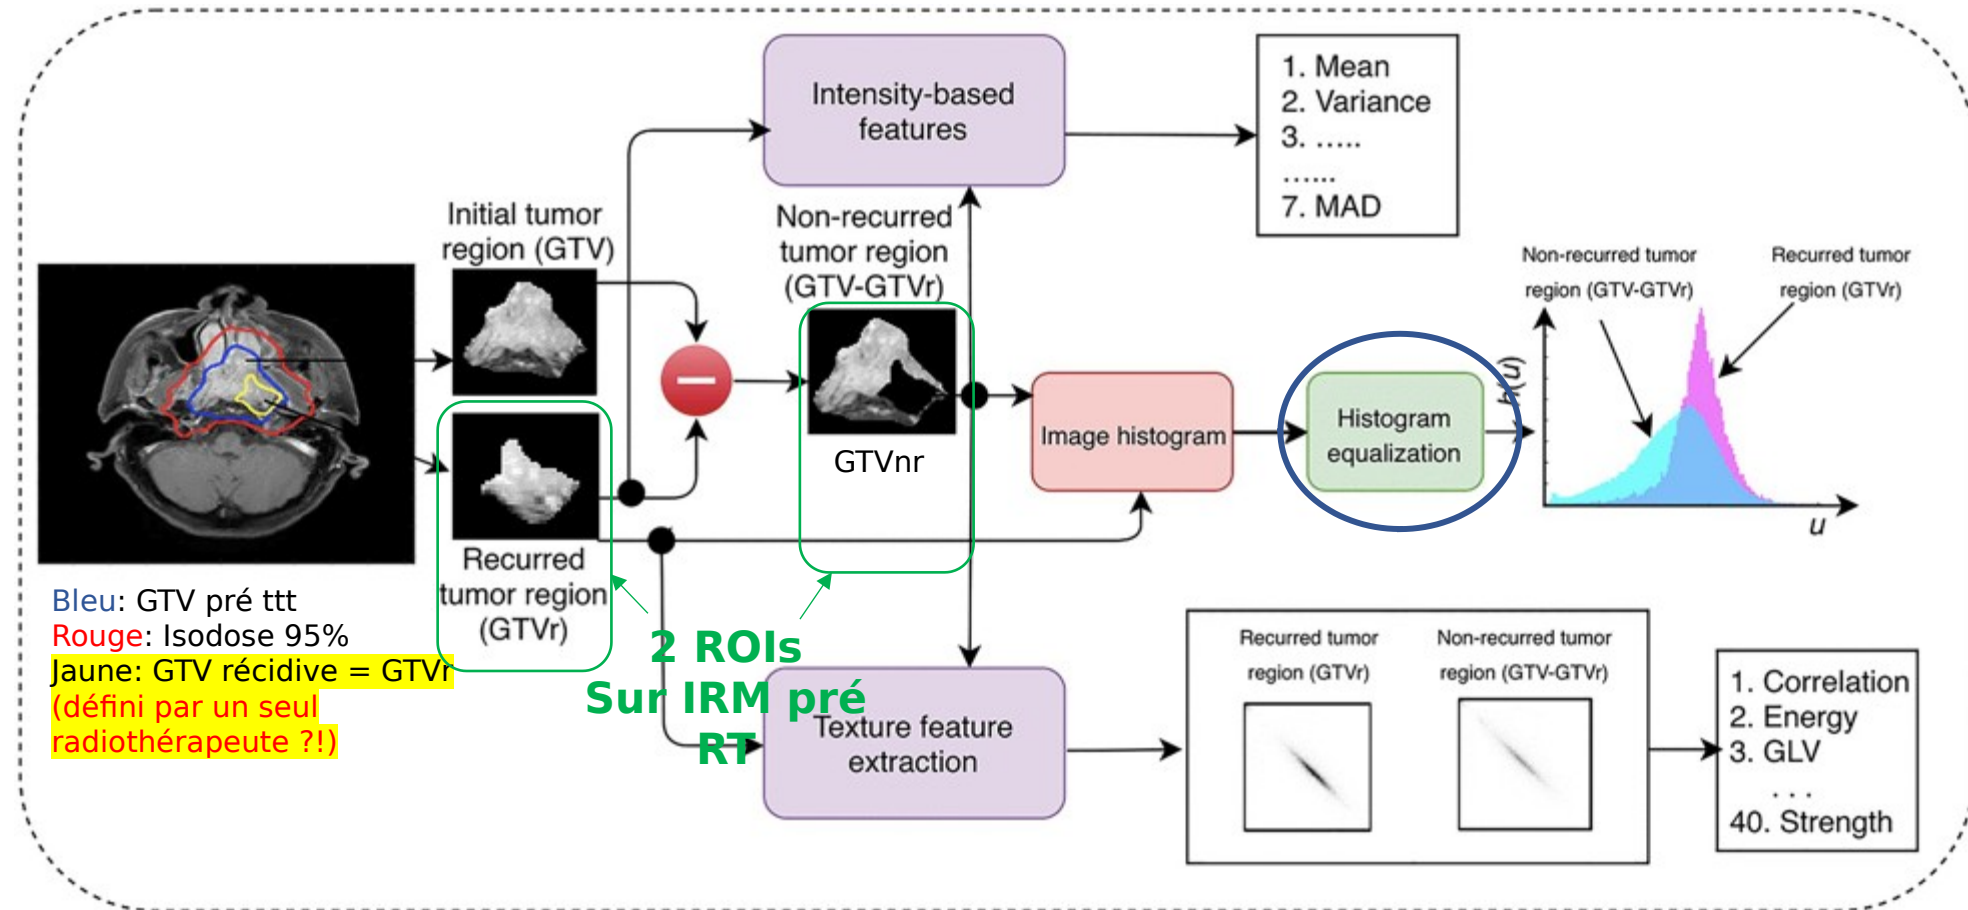 Intensity-based
features
1. Mean
2. Variance
3. .....
......
7. MAD
Initial tumor
region (GTV)
Non-recurred
tumor region
(GTV-GTVr)
GTVnr
Recurred
tumor region
(GTVr)
Image histogram
Histogram
equalization
Non-recurred tumor
region (GTV-GTVr)
Recurred tumor
region (GTVr)
h(u)
u
Bleu: GTV pré ttt
Rouge: Isodose 95%
Jaune: GTV récidive = GTVr
(défini par un seul
radiothérapeute ?!)
2 ROIs
Sur IRM pré
RT
Texture feature
extraction
Recurred tumor
region (GTVr)
Non-recurred tumor
region (GTV-GTVr)
1. Correlation
2. Energy
3. GLV
. . .
40. Strength